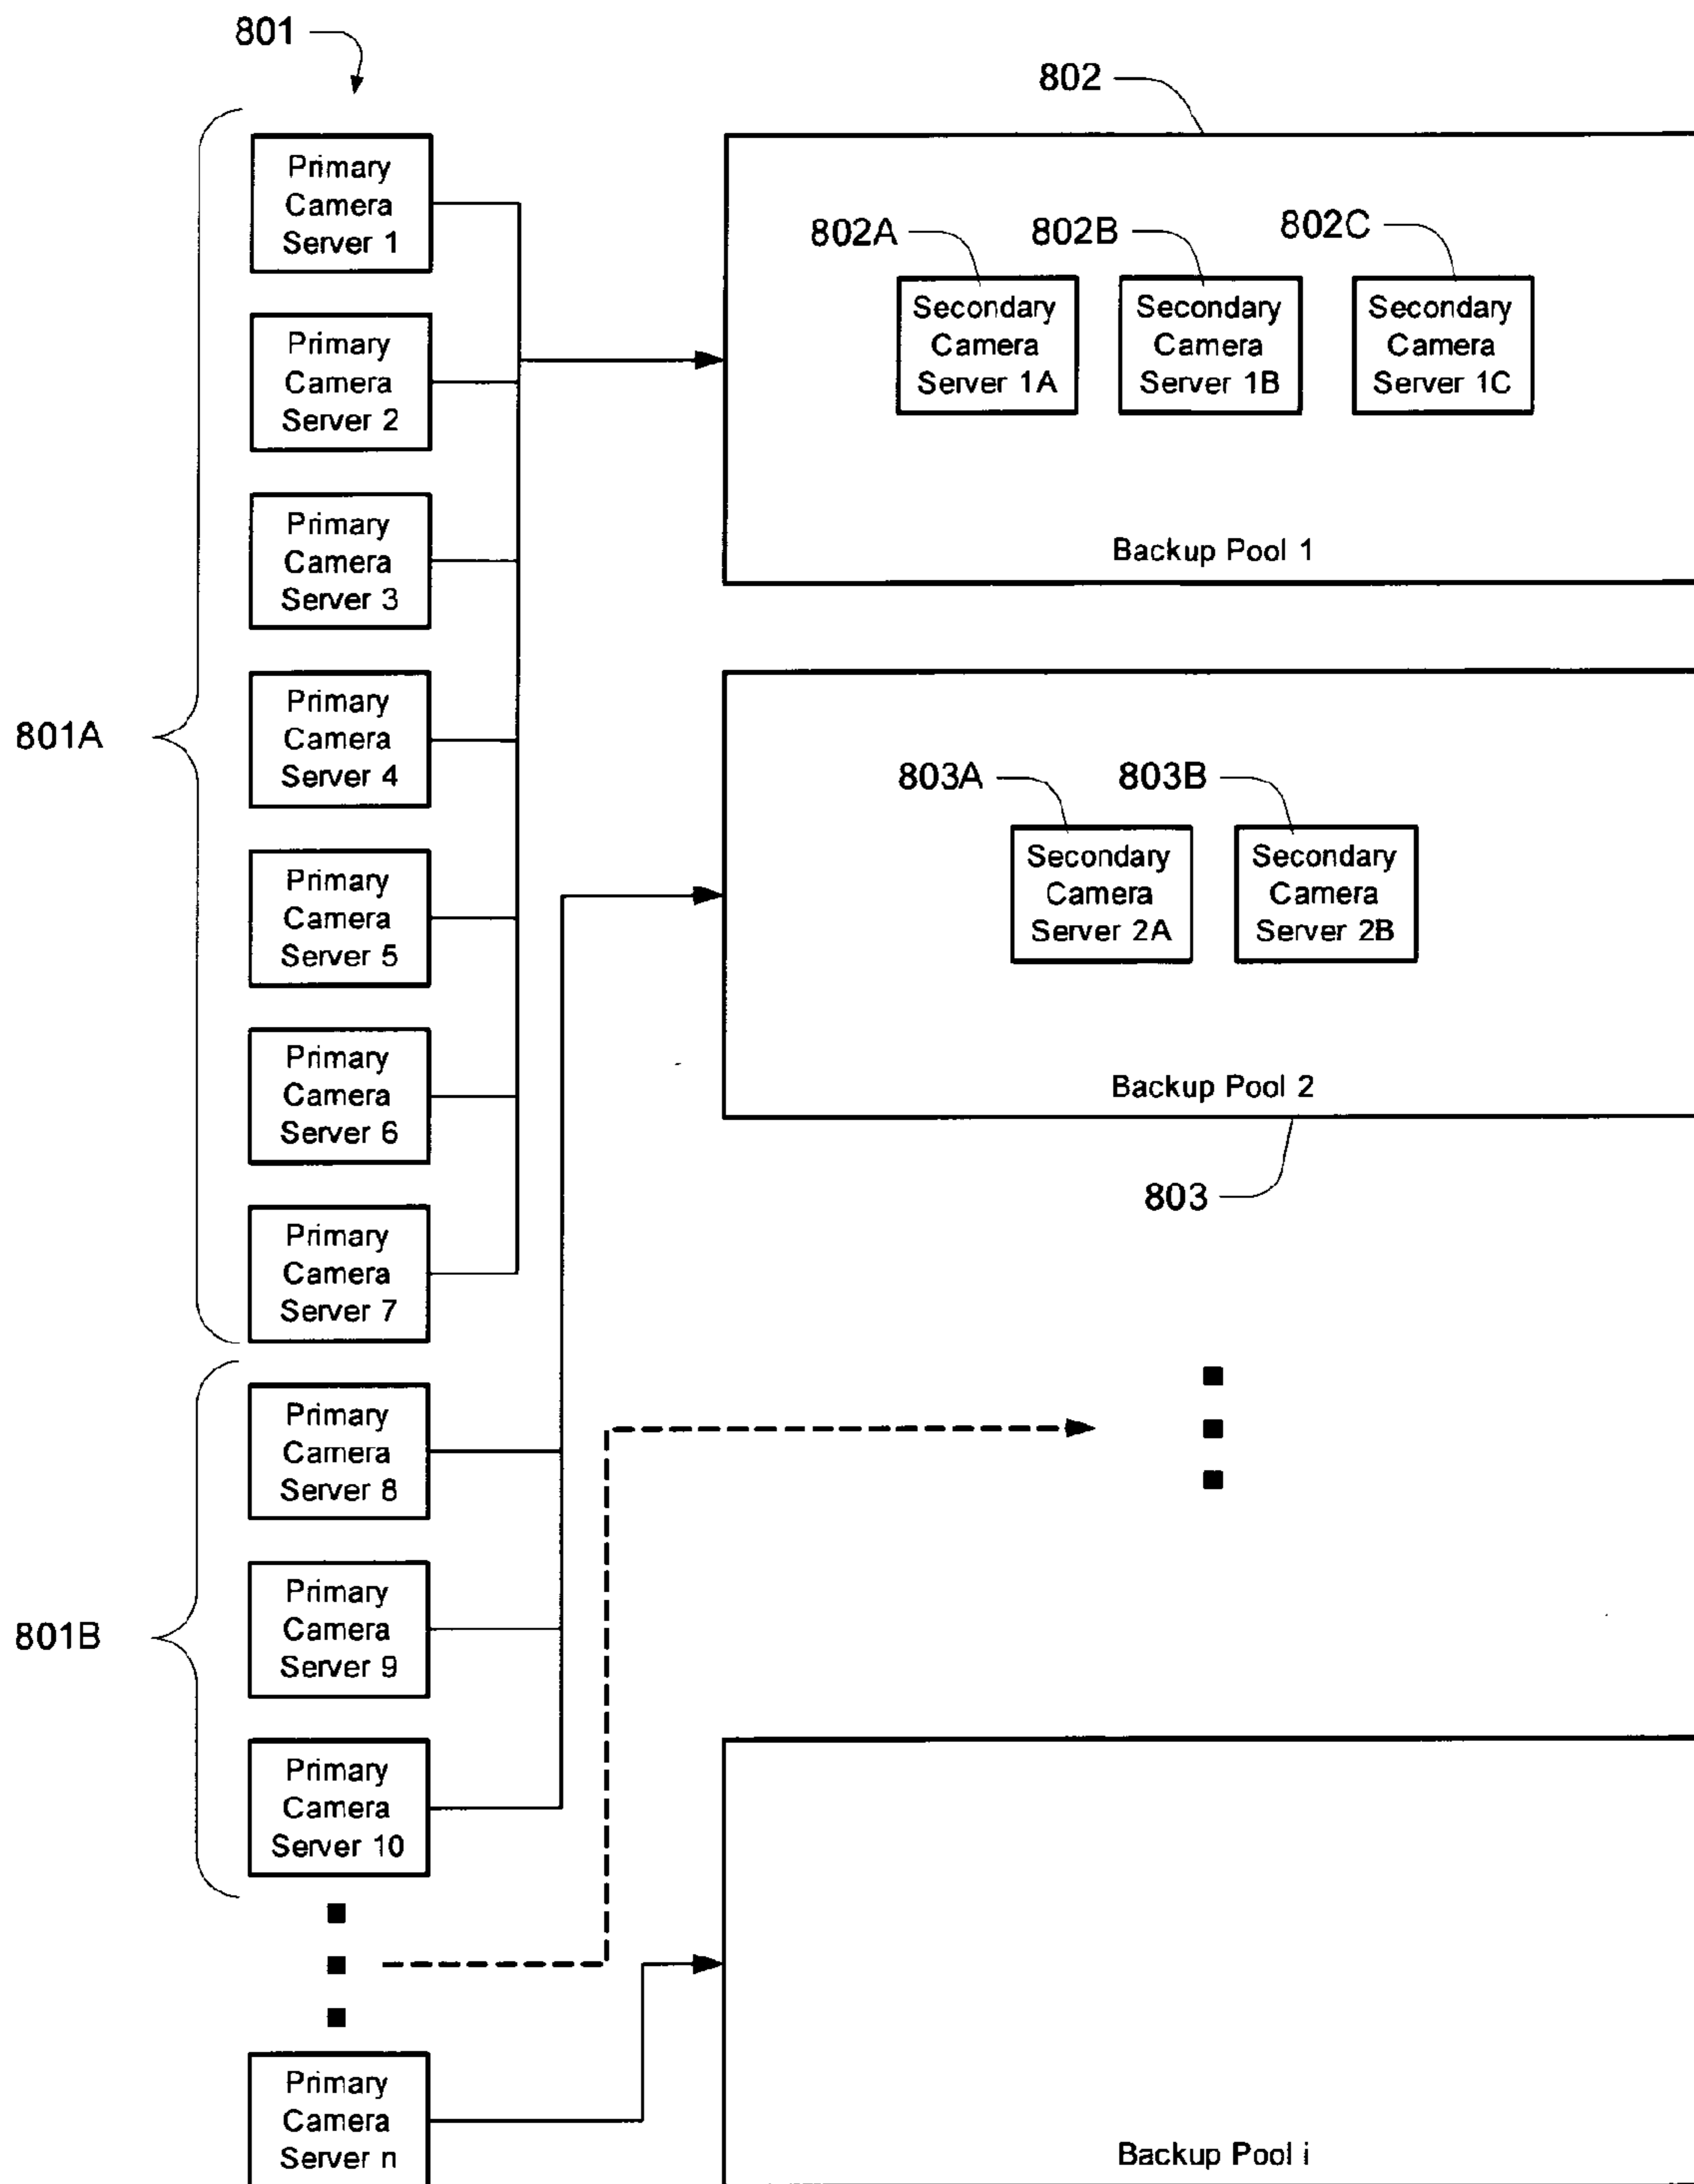 801
802
Primary
Camera
Server 1
802A
802B
802C
Secondary
Camera
Server 1A
Secondary
Camera
Server 1B
Secondary
Camera
Server 1C
Primary
Camera
Server 2
Primary
Camera
Server 3
Backup Pool 1
801A
Primary
Camera
Server 4
803A
803B
Secondary
Camera
Server 2A
Secondary
Camera
Server 2B
Primary
Camera
Server 5
Primary
Camera
Server 6
Backup Pool 2
803
Primary
Camera
Server 7
Primary
Camera
Server 8
801B
Primary
Camera
Server 9
Primary
Camera
Server 10
Primary
Camera
Server n
Backup Pool i